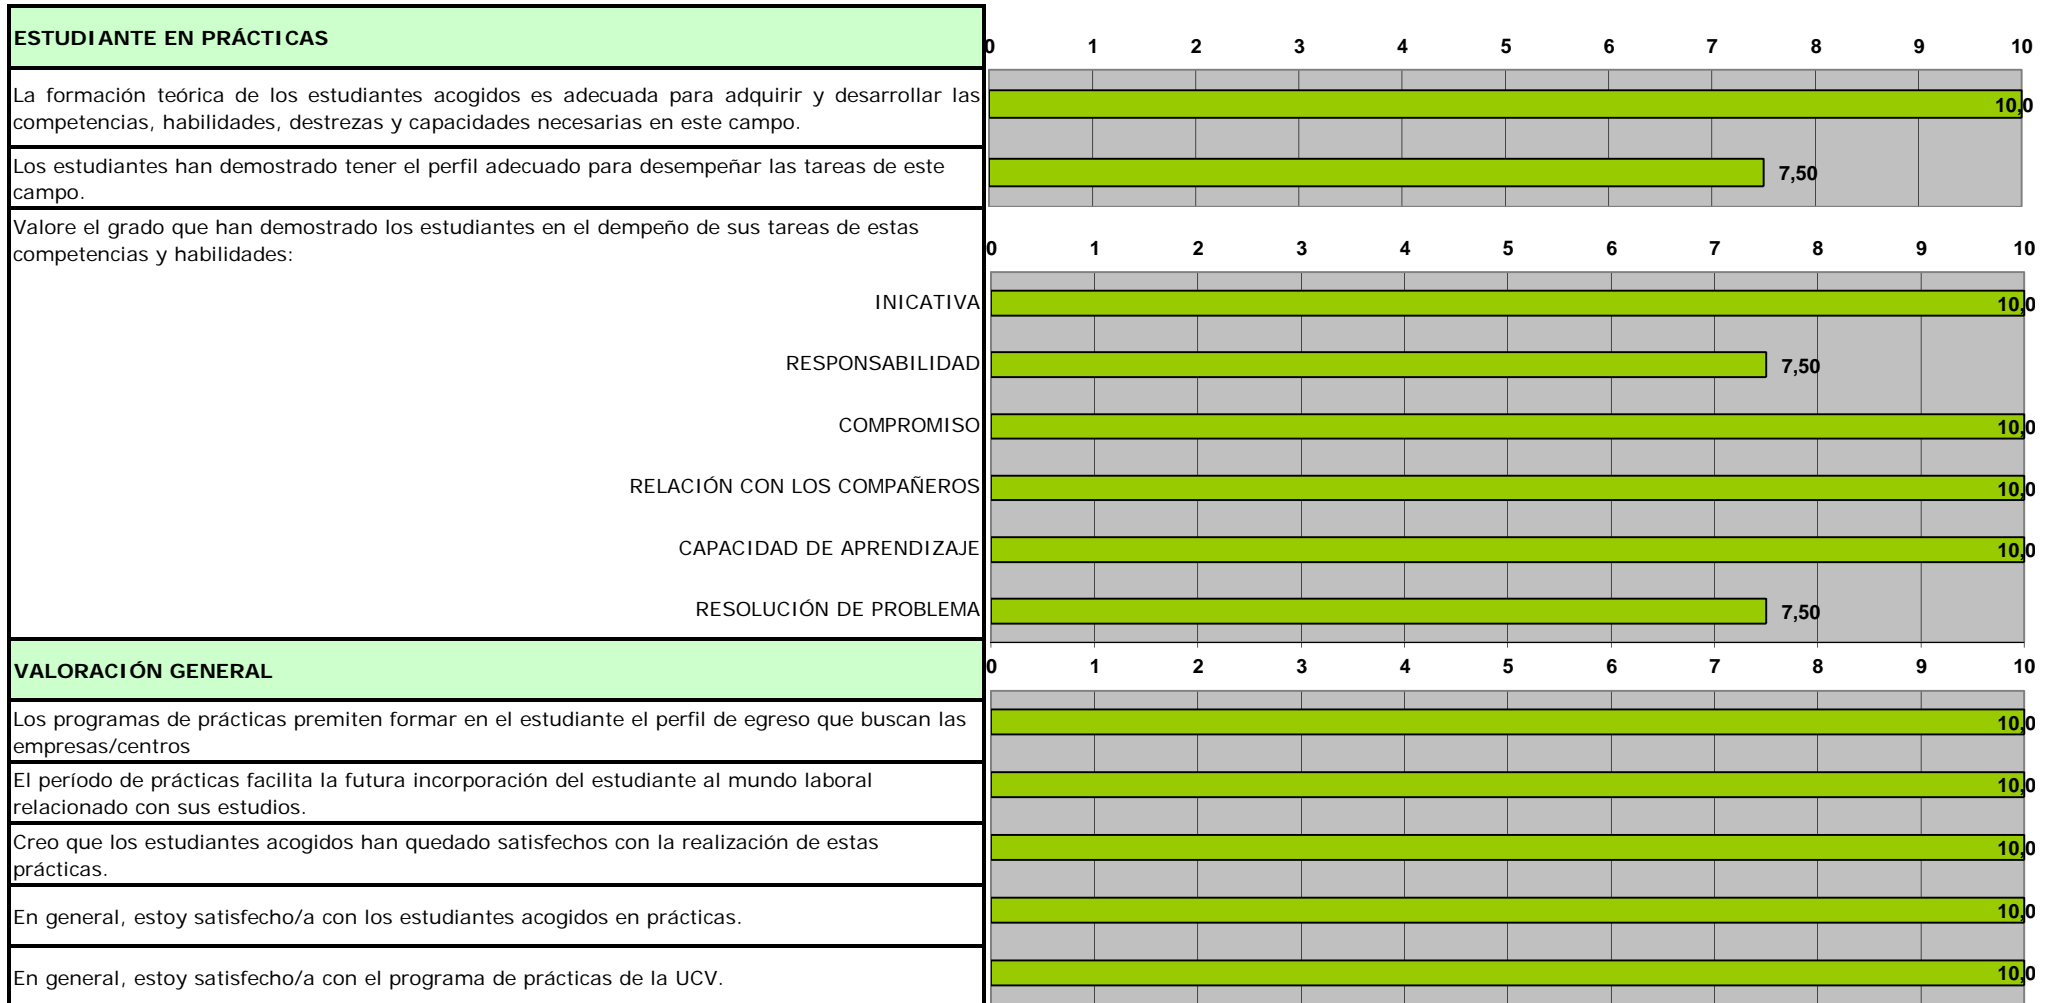 ESTUDIANTE EN PRÁCTICAS
0 1 2 3 4 5 6 7 8 9 10
La formación teórica de los estudiantes acogidos es adecuada para adquirir y desarrollar las
competencias, habilidades, destrezas y capacidades necesarias en este campo.
10,0
Los estudiantes han demostrado tener el perfil adecuado para desempeñar las tareas de este
campo.
7,50
Valore el grado que han demostrado los estudiantes en el dempeño de sus tareas de estas
competencias y habilidades:
0 1 2 3 4 5 6 7 8 9 10
INICATIVA 10,0
RESPONSABILIDAD 7,50
COMPROMISO 10,0
RELACIÓN CON LOS COMPAÑEROS 10,0
CAPACIDAD DE APRENDIZAJE 10,0
RESOLUCIÓN DE PROBLEMA 7,50
VALORACIÓN GENERAL
0 1 2 3 4 5 6 7 8 9 10
Los programas de prácticas premiten formar en el estudiante el perfil de egreso que buscan las
empresas/centros
10,0
El período de prácticas facilita la futura incorporación del estudiante al mundo laboral
relacionado con sus estudios.
10,0
Creo que los estudiantes acogidos han quedado satisfechos con la realización de estas
prácticas.
10,0
En general, estoy satisfecho/a con los estudiantes acogidos en prácticas. 10,0
En general, estoy satisfecho/a con el programa de prácticas de la UCV. 10,0